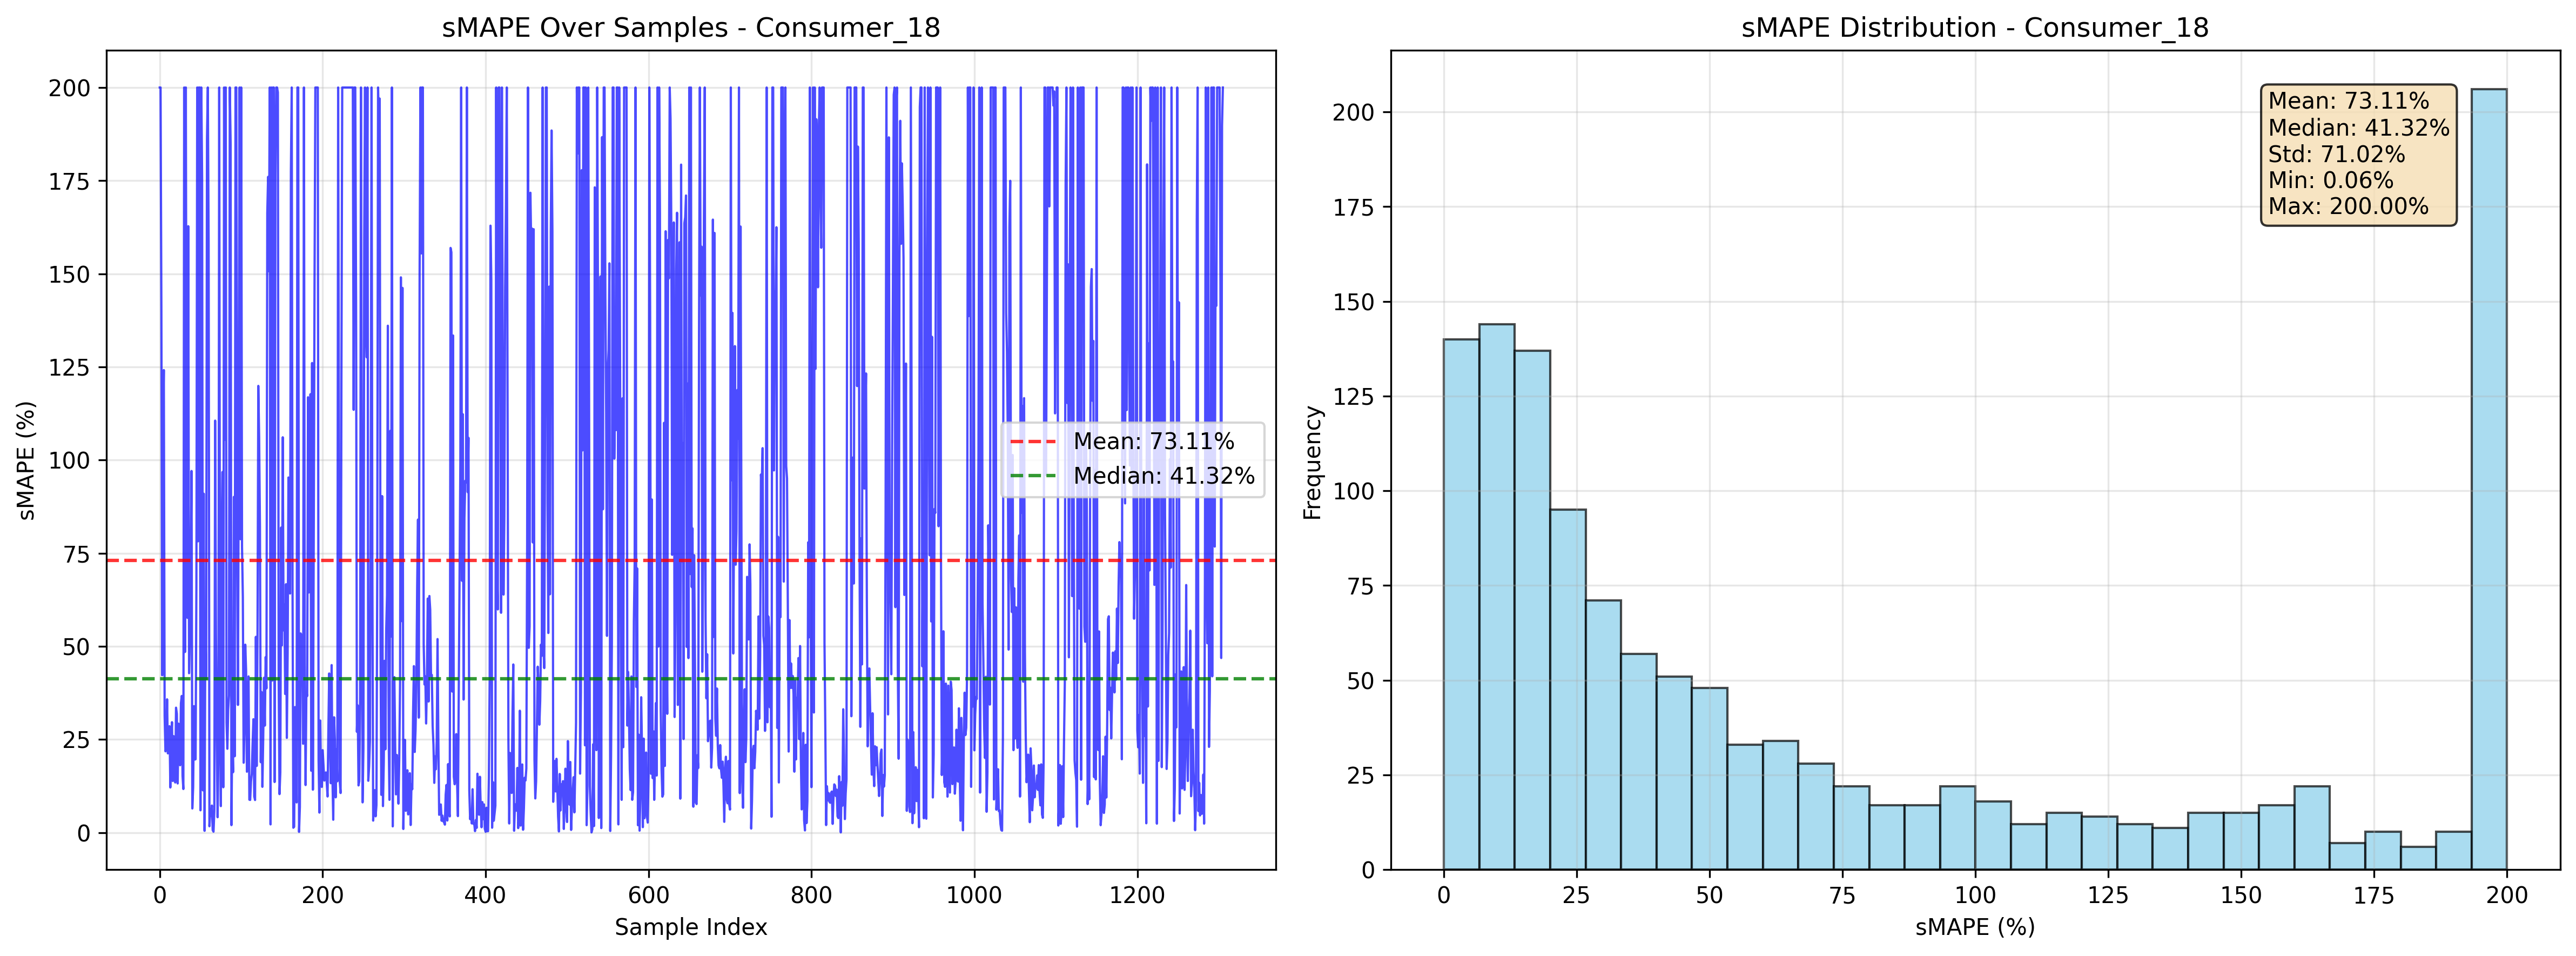 sMAPE Over Samples - Consumer_18
200
175
150
125
100
75
50
25
0
sMAPE (%)
Mean: 73.11%
Median: 41.32%
0 200 400 600 800 1000 1200
Sample Index
sMAPE Distribution - Consumer_18
200
175
150
125
100
75
50
25
0
Frequency
Mean: 73.11%
Median: 41.32%
Std: 71.02%
Min: 0.06%
Max: 200.00%
0 25 50 75 100 125 150 175 200
sMAPE (%)